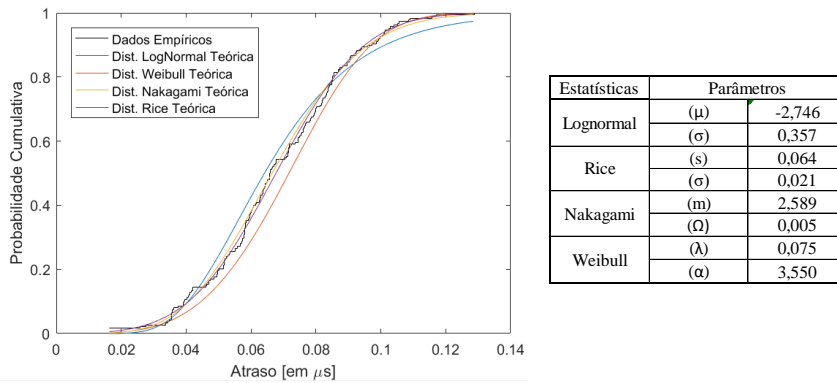 1
0.8
0.6
0.4
0.2
0
Probabilidade Cumulativa
Dados Empíricos
Dist. LogNormal Teórica
Dist. Weibull Teórica
Dist. Nakagami Teórica
Dist. Rice Teórica
0 0.02 0.04 0.06 0.08 0.1 0.12 0.14
Atraso [em μs]
Estatísticas Parâmetros
Lognormal (μ) -2,746
(σ) 0,357
Rice (s) 0,064
(σ) 0,021
Nakagami (m) 2,589
(Ω) 0,005
Weibull (λ) 0,075
(α) 3,550